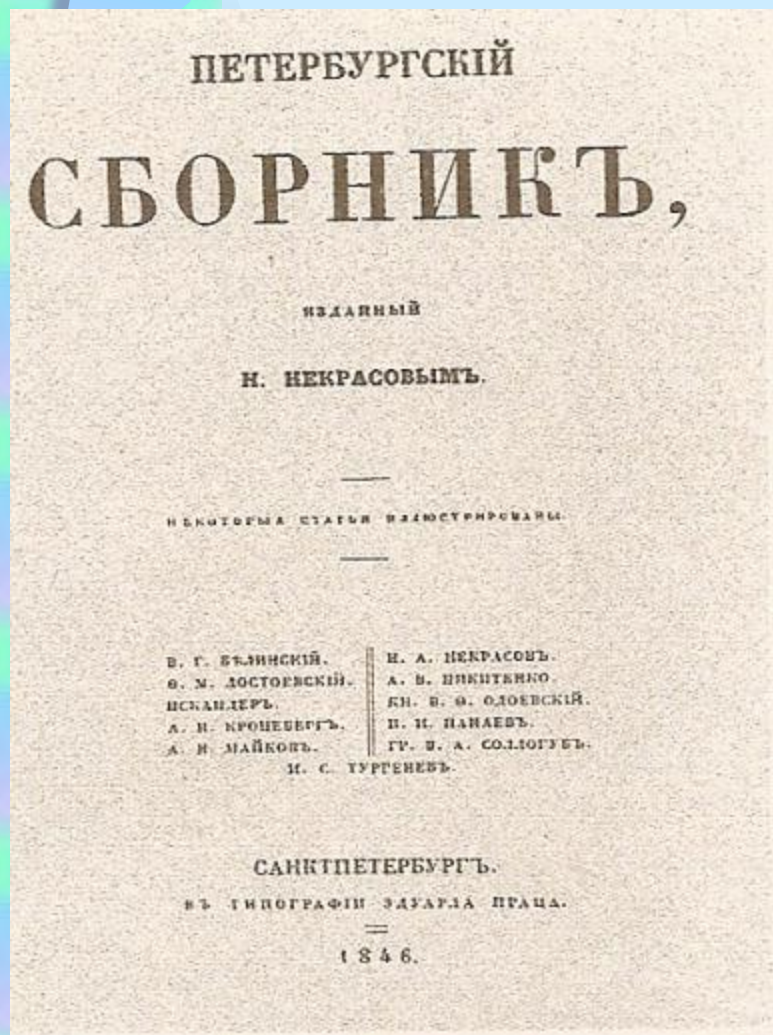 ПЕТЕРБУРГСКІЙ
СБОРНИКЪ,
ИЗДАННЫЙ
Н. НЕКРАСОВЫМЪ.
НѢКОТОРЫЯ СТАТЬИ ИЛЛЮСТРИРОВАНЫ.
В. Г. БѢЛИНСКІЙ.
Ѳ. М. ДОСТОЕВСКІЙ.
ИСКАНДЕРЪ.
А. И. КРОНЕБЕРГЪ.
А. Н. МАЙКОВЪ.
Н. А. НЕКРАСОВЪ.
А. В. НИКИТЕНКО
КН. В. Ѳ. ОДОЕВСКІЙ.
И. И. ПАНАЕВЪ.
ГР. В. А. СОЛЛОГУБЪ.
И. С. ТУРГЕНЕВЪ.
САНКТПЕТЕРБУРГЪ.
ВЪ ТИПОГРАФІИ ЭДУАРДА ПРАЦА.
1846.